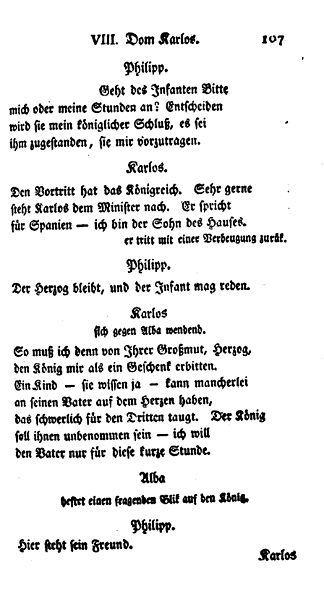 VIII. Dom Karlos. 107
Philipp.
Geht des Infanten Bitte
mich oder meine Stunden an? Entscheiden
wird sie mein königlicher Schluß, es sei
ihm zugestanden, sie mir vorzutragen.
Karlos.
Den Vortritt hat das Königreich. Sehr gerne
steht Karlos dem Minister nach. Er spricht
für Spanien — ich bin der Sohn des Hauses.
er tritt mit einer Verbeugung zurük.
Philipp.
Der Herzog bleibt, und der Infant mag reden.
Karlos
sich gegen Alba wendend.
So muß ich denn von Ihrer Großmut, Herzog,
den König mir als ein Geschenk erbitten.
Ein Kind — sie wissen ja — kann mancherlei
an seinen Vater auf dem Herzen haben,
das schwerlich für den Dritten taugt. Der König
soll ihnen unbenommen sein — ich will
den Vater nur für diese kurze Stunde.
Alba
heftet einen fragenden Blik auf den König.
Philipp.
Hier steht sein Freund.
Karlos